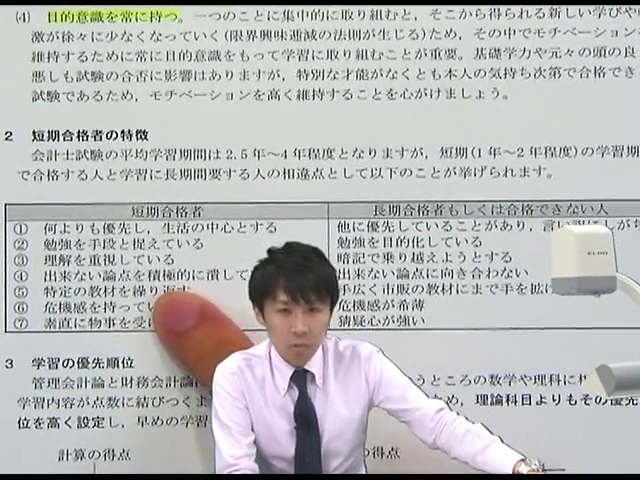 (4) 目的意識を常に持つ。一つのことに集中的に取り組むと，そこから得られる新しい学びや
激が徐々に少なくなっていく(限界興味逓減の法則が生じる)ため，その中でモチベーション
維持するために常に目的意識をもって学習に取り組むことが重要。基礎学力や元々の頭の良
悪しも試験の合否に影響はありますが，特別な才能がなくとも本人の気持ち次第で合格でき
試験であるため，モチベーションを高く維持することを心がけましょう。
2 短期合格者の特徴
会計士試験の平均学習期間は2.5年〜4年程度となりますが，短期(1年〜2年程度)の学習期
で合格する人と学習に長期間要する人の相違点として以下のことが挙げられます。
短期合格者 長期合格者もしくは合格できない人
① 何よりも優先し，生活の中心とする 他に優先していることがあり，言い訳にしがち
② 勉強を手段と捉えている 勉強を目的化している
③ 理解を重視している 暗記で乗り越えようとする
④ 出来ない論点を積極的に潰して 出来ない論点に向き合わない
⑤ 特定の教材を繰り返す 手広く市販の教材にまで手を拡げ
⑥ 危機感を持って 危機感が希薄
⑦ 素直に物事を受け 猜疑心が強い
3 学習の優先順位
管理会計論と財務会計論 うところの数学や理科に
学習内容が点数に結びつくま ため，理論科目よりもその優先
位を高く設定し，早めの学習
計算の得点 の得点